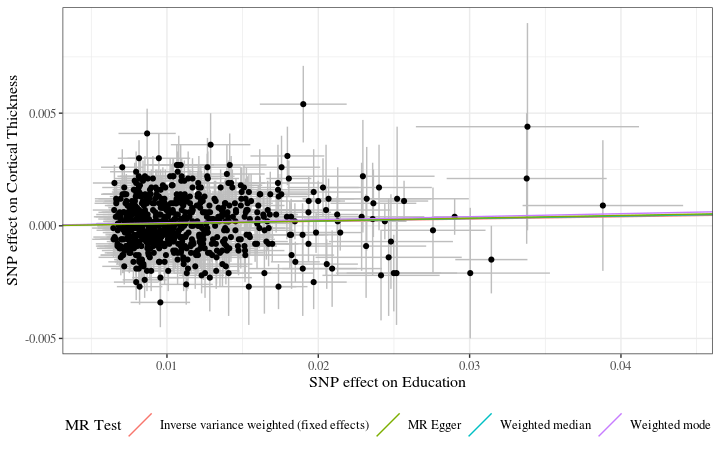 SNP effect on Cortical Thickness
0.005
0.000
-0.005
0.01 0.02 0.03 0.04
SNP effect on Education
MR Test Inverse variance weighted (fixed effects) MR Egger Weighted median Weighted mode